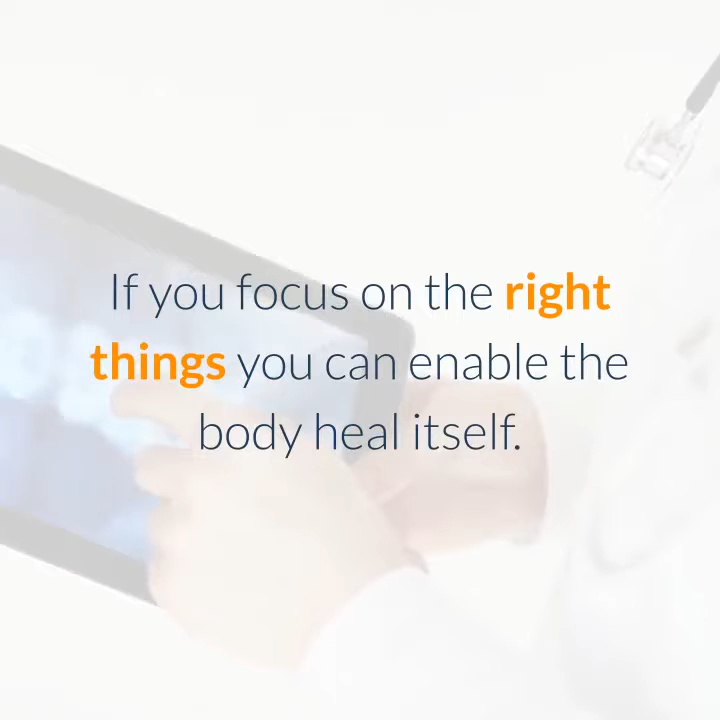 If you focus on the right
things you can enable the
body heal itself.